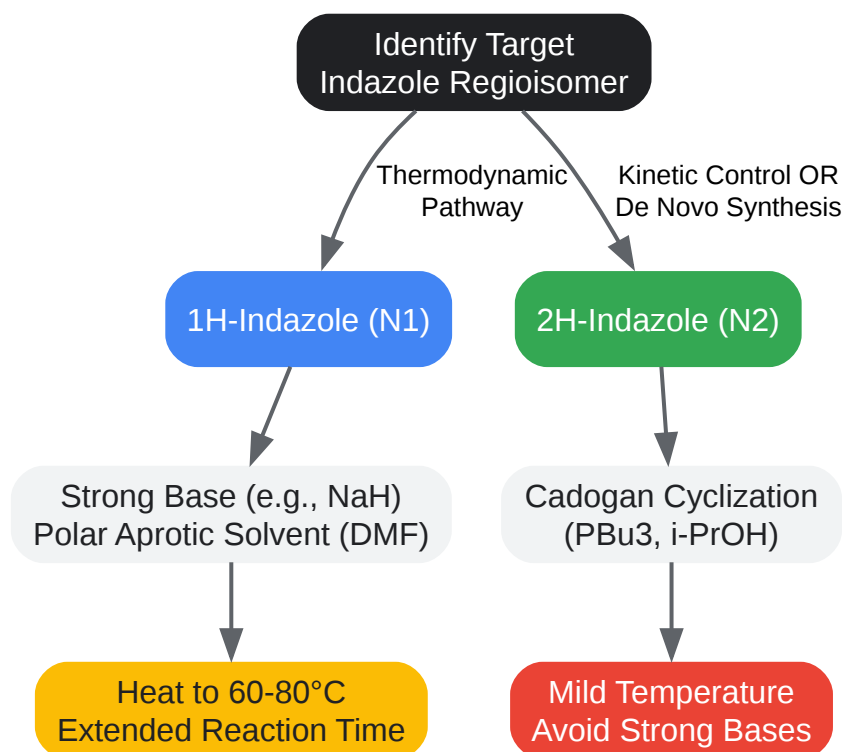 Identify Target
Indazole Regioisomer
Thermodynamic
Pathway
Kinetic Control OR
De Novo Synthesis
1H-Indazole (N1)
2H-Indazole (N2)
Strong Base (e.g., NaH)
Polar Aprotic Solvent (DMF)
Cadogan Cyclization
(PBu3, i-PrOH)
Heat to 60-80°C
Extended Reaction Time
Mild Temperature
Avoid Strong Bases